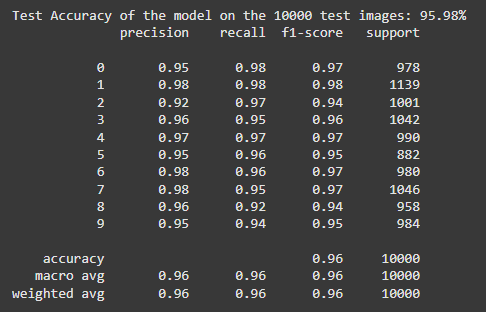 Test Accuracy of the model on the 10000 test images: 95.98%
precision recall f1-score support
0 0.95 0.98 0.97 978
1 0.98 0.98 0.98 1139
2 0.92 0.97 0.94 1001
3 0.96 0.95 0.96 1042
4 0.97 0.97 0.97 990
5 0.95 0.96 0.95 882
6 0.98 0.96 0.97 980
7 0.98 0.95 0.97 1046
8 0.96 0.92 0.94 958
9 0.95 0.94 0.95 984
accuracy 0.96 10000
macro avg 0.96 0.96 0.96 10000
weighted avg 0.96 0.96 0.96 10000